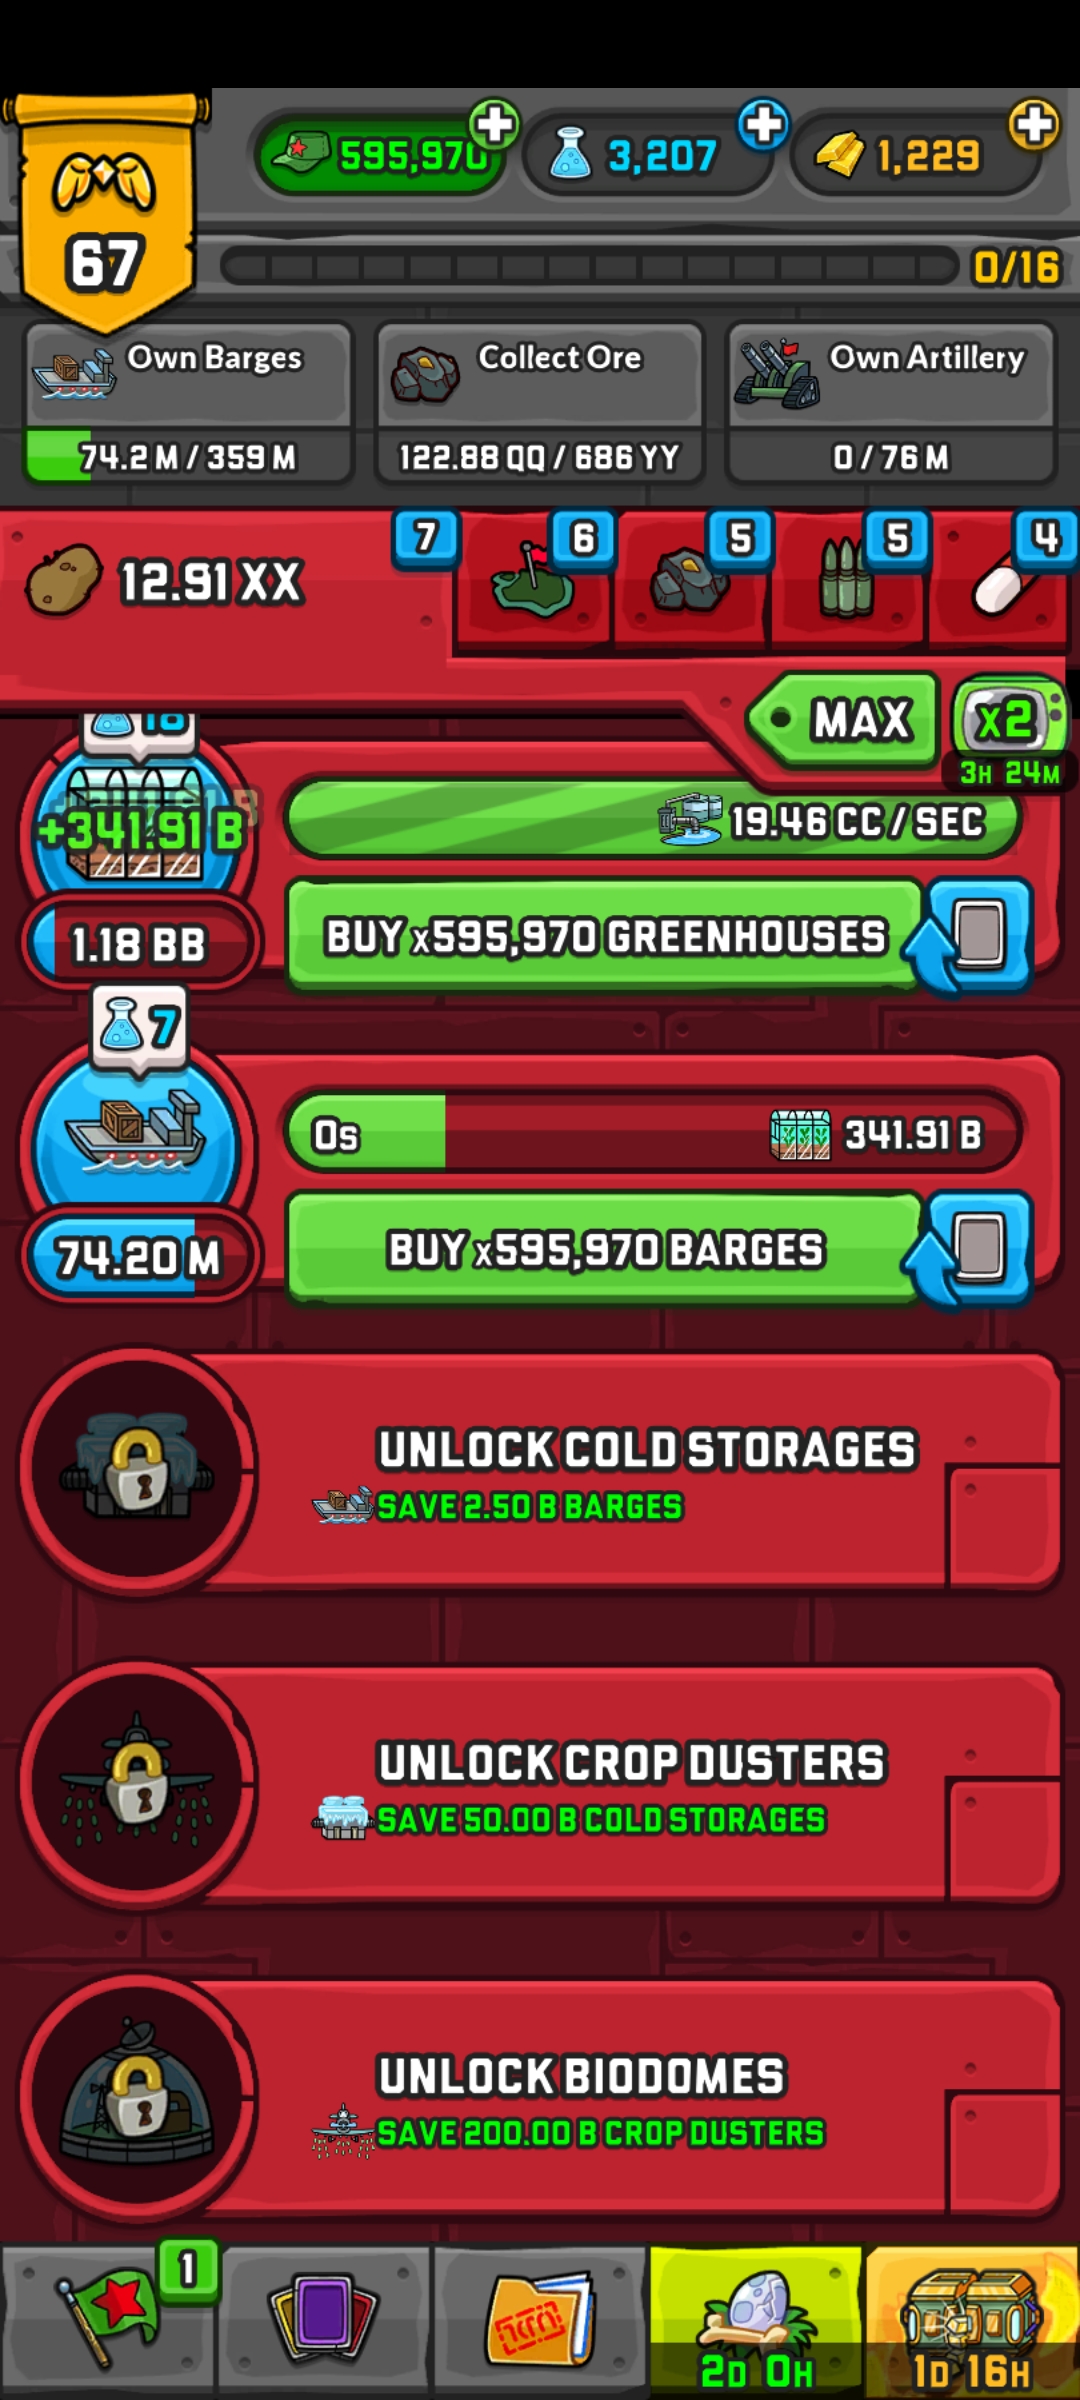 595,970
3,207
1,229
67
0/16
Own Barges
Collect Ore
Own Artillery
74.2 M / 359 M
122.88 QQ / 686 YY
0 / 76 M
12.91 XX
7
6
5
5
4
MAX
x2
3H 24M
18
+341.91 B
19.46 CC / SEC
1.18 BB
BUY x595,970 GREENHOUSES
7
0s
341.91 B
74.20 M
BUY x595,970 BARGES
UNLOCK COLD STORAGES
SAVE 2.50 B BARGES
UNLOCK CROP DUSTERS
SAVE 50.00 B COLD STORAGES
UNLOCK BIODOMES
SAVE 200.00 B CROP DUSTERS
1
2D 0H
1D 16H